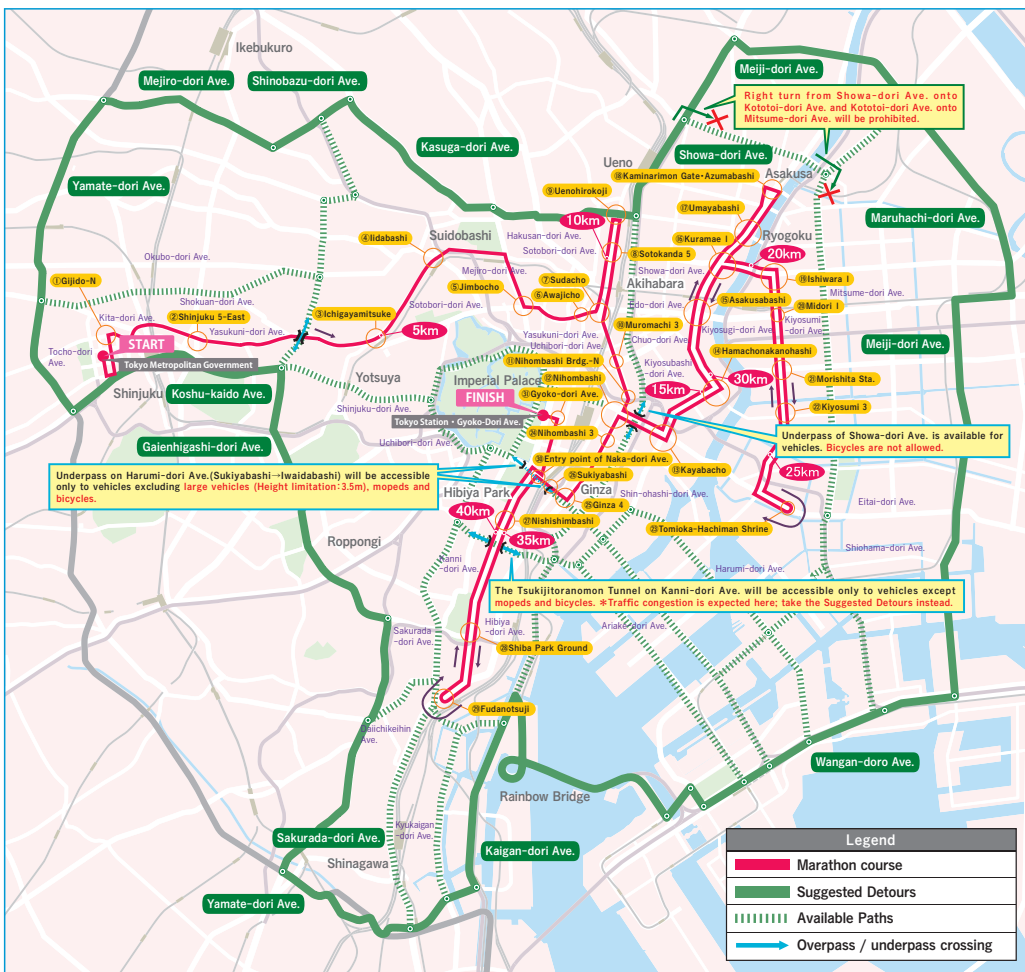 Ikebukuro
Mejiro-dori Ave.
Shinobazu-dori Ave.
Meiji-dori Ave.
Right turn from Showa-dori Ave. onto
Kototoi-dori Ave. and Kototoi-dori Ave. onto
Mitsume-dori Ave. will be prohibited.
Kasuga-dori Ave.
Ueno
Showa-dori Ave.
Yamate-dori Ave.
⑱Kaminarimon Gate・Azumabashi
Asakusa
⑨Uenohirokoji
⑰Umayabashi
Maruhachi-dori Ave.
10km
Hakusan-dori Ave.
④Iidabashi
Suidobashi
Sotobori-dori Ave.
⑧Sotokanda 5
⑯Kuramae I
Ryogoku
20km
Okubo-dori Ave.
Mejiro-dori Ave.
Showa-dori Ave.
①Gijido-N
⑦Sudacho
Akihabara
⑲Ishiwara I
⑤Jimbocho
⑥Awajicho
Mitsume-dori Ave.
Shokuan-dori Ave.
Sotobori-dori Ave.
Edo-dori Ave.
⑮Asakusabashi
⑳Midori I
Kita-dori Ave.
②Shinjuku 5-East
③Ichigayamitsuke
Kiyosumi
-dori Ave.
5km
Yasukuni-dori Ave.
Yasukuni-dori Ave.
⑩Muromachi 3
Kiyosugi-dori Ave.
START
Uchibori-dori Ave.
Chuo-dori Ave.
Meiji-dori Ave.
Tocho-dori
Ave.
⑭Hamachonakanohashi
Tokyo Metropolitan Government
⑪Nihombashi Brdg.-N
Kiyosubashi
-dori Ave.
Yotsuya
Imperial Palace
⑫Nihombashi
30km
㉑Morishita Sta.
Shinjuku
Koshu-kaido Ave.
FINISH
㉛Gyoko-dori Ave.
15km
Shinjuku-dori Ave.
㉒Kiyosumi 3
Tokyo Station・Gyoko-Dori Ave.
Gaienhigashi-dori Ave.
Uchibori-dori Ave.
㉔Nihombashi 3
Underpass of Showa-dori Ave. is available for
vehicles. Bicycles are not allowed.
㉚Entry point of Naka-dori Ave.
⑬Kayabacho
Underpass on Harumi-dori Ave.(Sukiyabashi→Iwaidabashi) will be accessible
only to vehicles excluding large vehicles (Height limitation:3.5m), mopeds and
bicycles.
㉖Sukiyabashi
25km
Hibiya Park
Ginza
Shin-ohashi-dori Ave.
㉕Ginza 4
Eitai-dori Ave.
40km
㉗Nishishimbashi
㉓Tomioka-Hachiman Shrine
Roppongi
35km
Shiohama-dori Ave.
Kanni
-dori Ave.
Harumi-dori Ave.
The Tsukijitoranomon Tunnel on Kanni-dori Ave. will be accessible only to vehicles except
mopeds and bicycles. ※Traffic congestion is expected here; take the Suggested Detours instead.
Hibiya
-dori Ave.
Ariake-dori Ave.
Sakurada
-dori Ave.
㉘Shiba Park Ground
㉙Fudanotsuji
Daiichikeihin
Ave.
Wangan-doro Ave.
Rainbow Bridge
Kyukaigan
-dori Ave.
Sakurada-dori Ave.
Kaigan-dori Ave.
Shinagawa
Yamate-dori Ave.
Legend
Marathon course
Suggested Detours
Available Paths
Overpass / underpass crossing